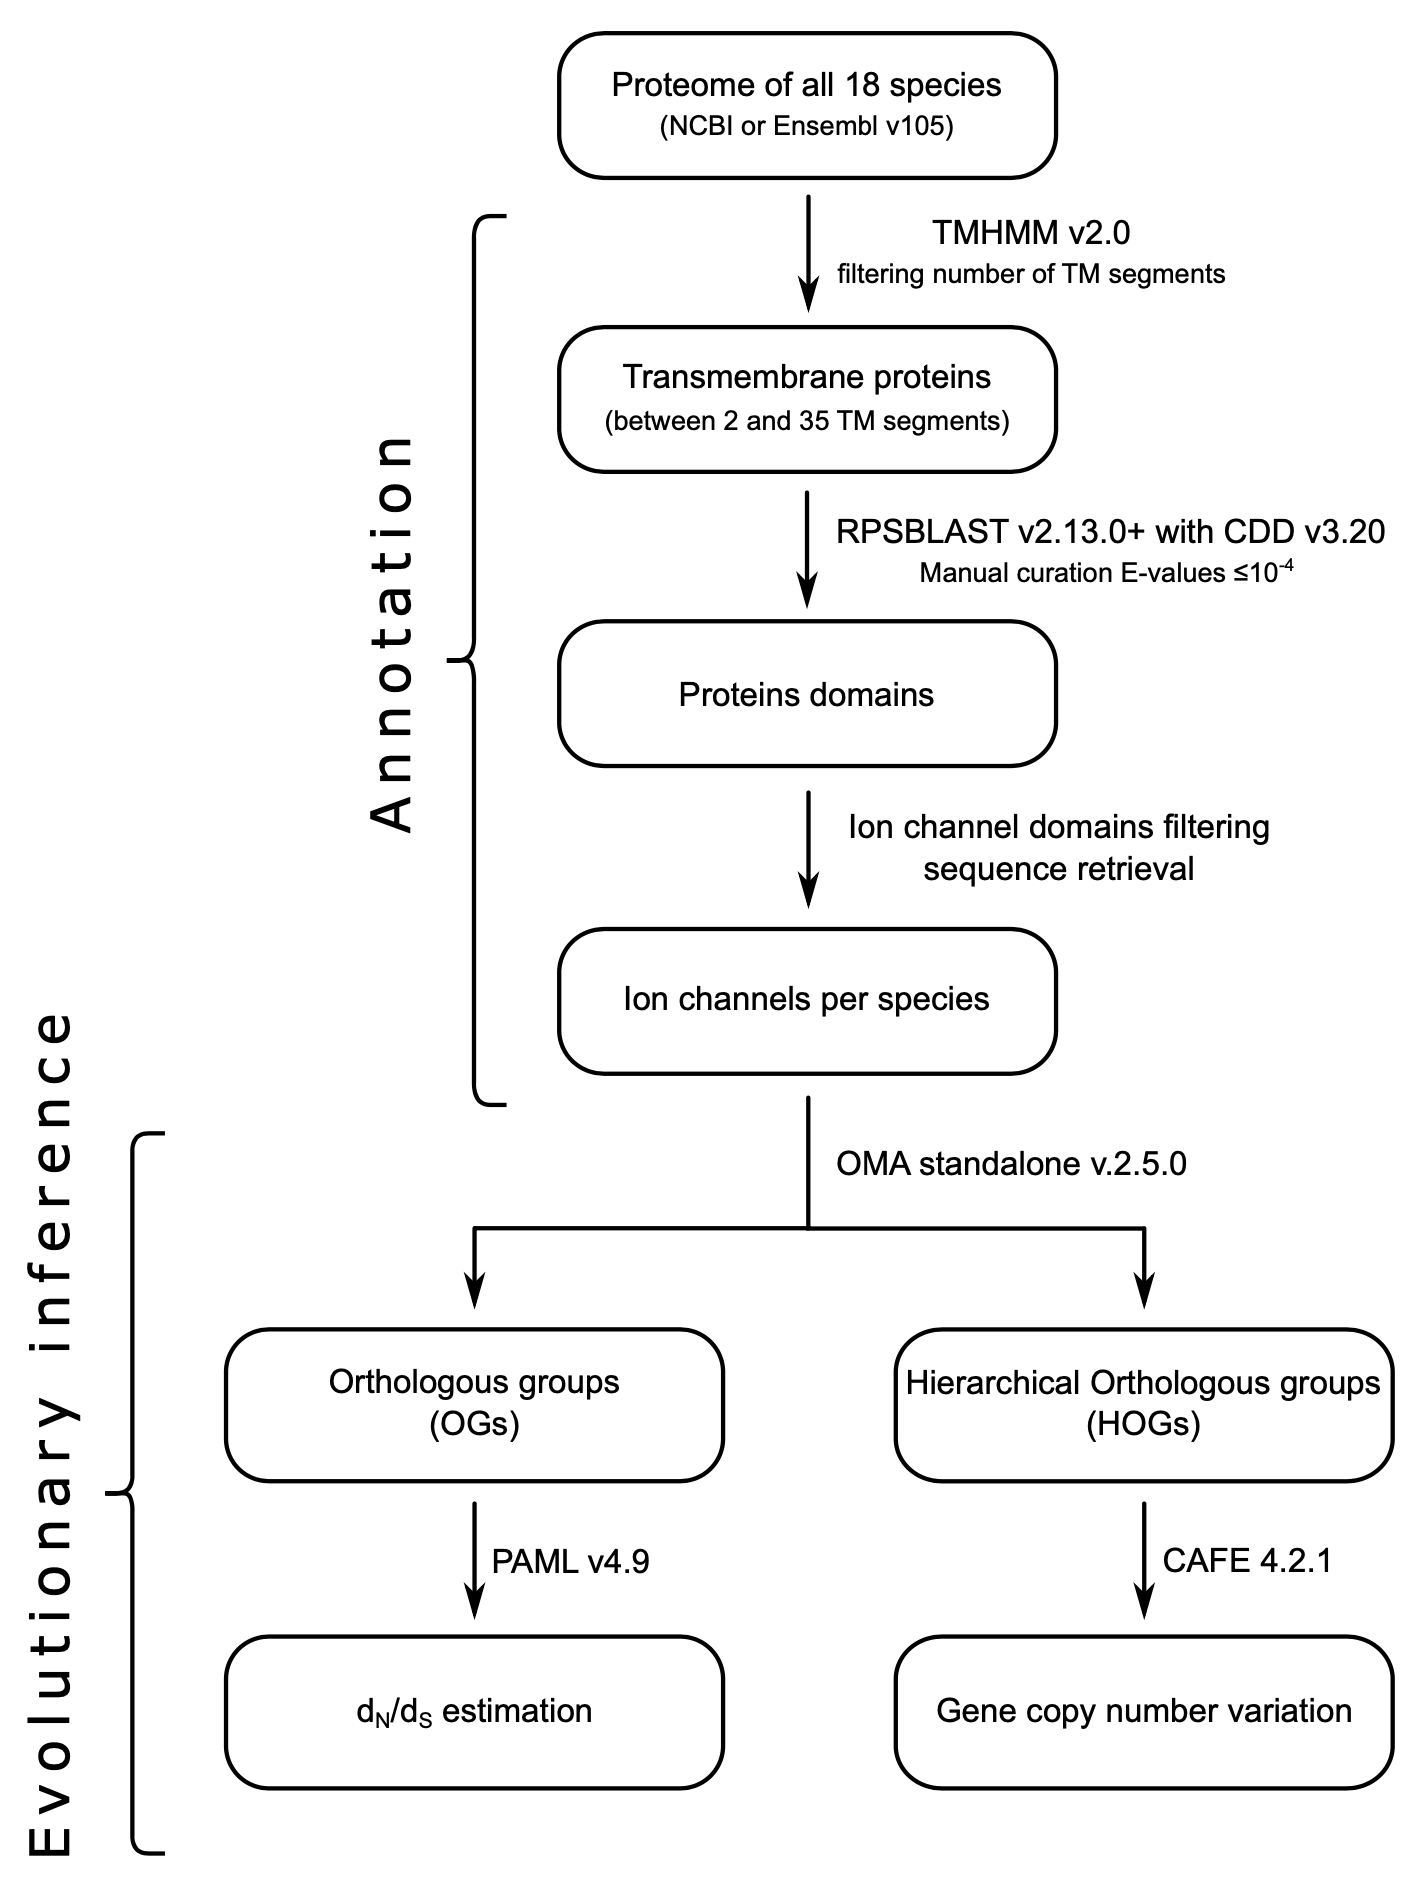 Proteome of all 18 species
(NCBI or Ensembl v105)
TMHMM v2.0
filtering number of TM segments
Annotation
Transmembrane proteins
(between 2 and 35 TM segments)
RPSBLAST v2.13.0+ with CDD v3.20
Manual curation E-values ≤10⁻⁴
Proteins domains
Ion channel domains filtering
sequence retrieval
Ion channels per species
Evolutionary inference
OMA standalone v.2.5.0
Orthologous groups
(OGs)
Hierarchical Orthologous groups
(HOGs)
PAML v4.9
CAFE 4.2.1
dN/dS estimation
Gene copy number variation